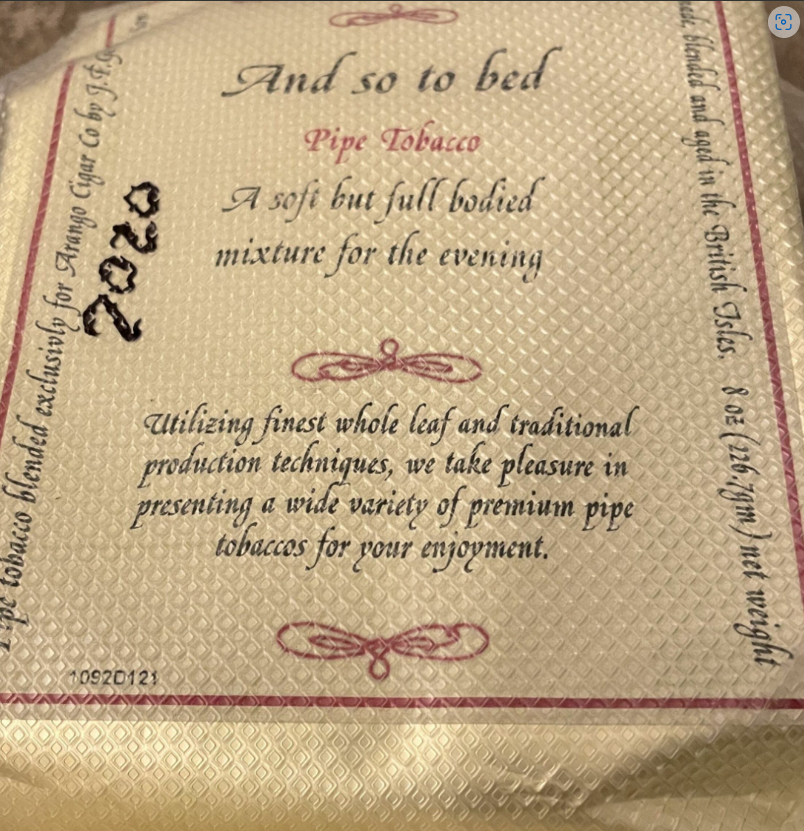 And so to bed
Pipe Tobacco
A soft but full bodied
mixture for the evening
Utilizing finest whole leaf and traditional
production techniques, we take pleasure in
presenting a wide variety of premium pipe
tobaccos for your enjoyment.
1092D121
2020
tobacco blended exclusivly for Arango Cigar Co by J.F.G.
blended and aged in the British Isles. 8 oz (226.7gm) net weight